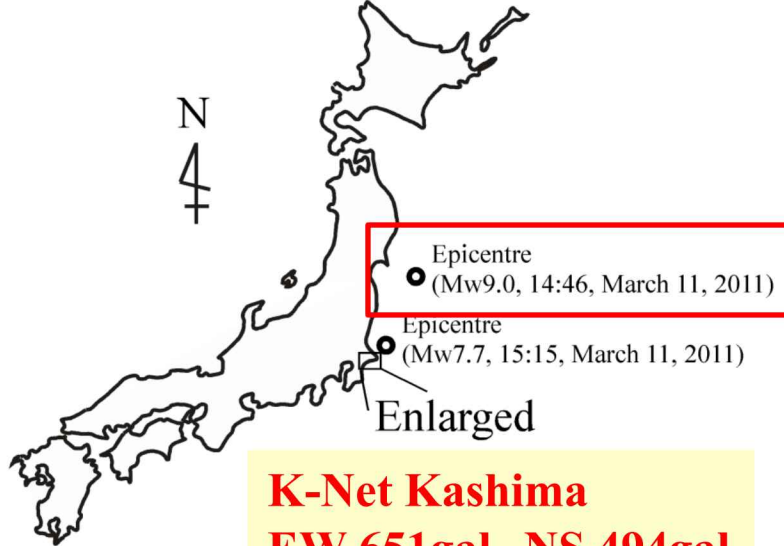 N
Epicentre
(Mw9.0, 14:46, March 11, 2011)
Epicentre
(Mw7.7, 15:15, March 11, 2011)
Enlarged
K-Net Kashima
EW 651gal, NS 494gal